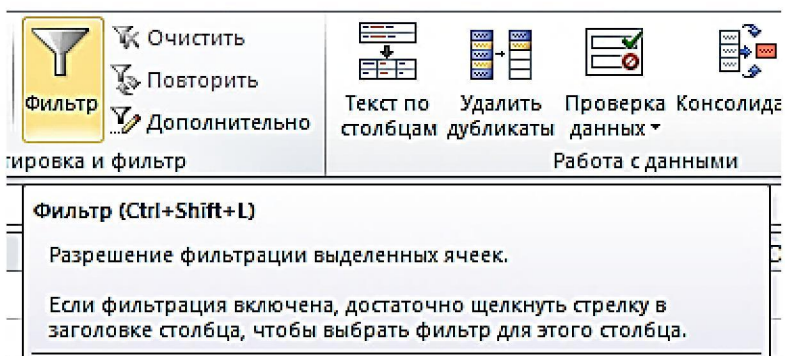 Фильтр
Очистить
Повторить
Дополнительно
Текст по
столбцам
Удалить
дубликаты
Проверка
данных
Консолида
тировка и фильтр
Работа с данными
Фильтр (Ctrl+Shift+L)
Разрешение фильтрации выделенных ячеек.
Если фильтрация включена, достаточно щелкнуть стрелку в
заголовке столбца, чтобы выбрать фильтр для этого столбца.